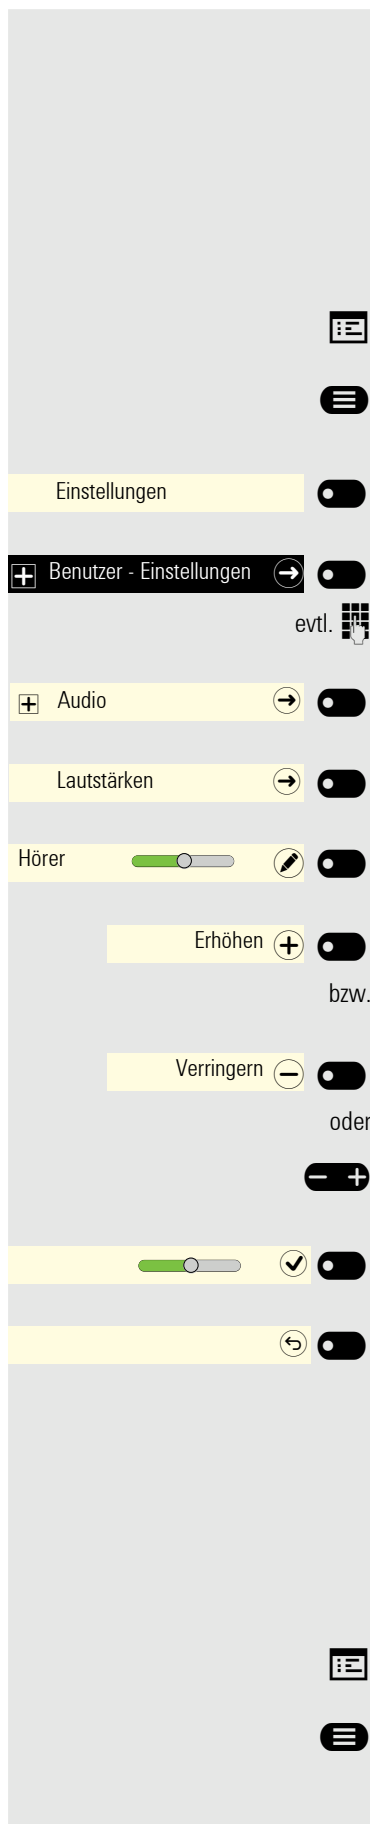 Einstellungen
Benutzer - Einstellungen
evtl.
Audio
Lautstärken
Hörer
Erhöhen
bzw.
Verringern
oder